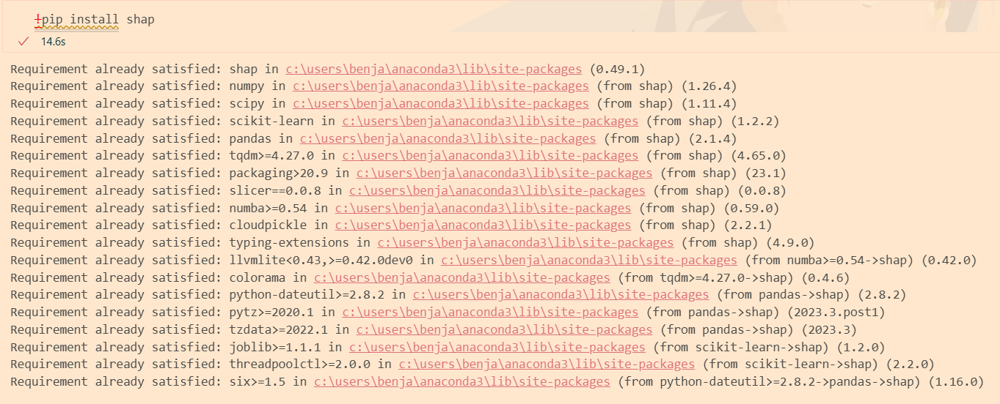 !pip install shap
14.6s
Requirement already satisfied: shap in c:\users\benja\anaconda3\lib\site-packages (0.49.1)
Requirement already satisfied: numpy in c:\users\benja\anaconda3\lib\site-packages (from shap) (1.26.4)
Requirement already satisfied: scipy in c:\users\benja\anaconda3\lib\site-packages (from shap) (1.11.4)
Requirement already satisfied: scikit-learn in c:\users\benja\anaconda3\lib\site-packages (from shap) (1.2.2)
Requirement already satisfied: pandas in c:\users\benja\anaconda3\lib\site-packages (from shap) (2.1.4)
Requirement already satisfied: tqdm>=4.27.0 in c:\users\benja\anaconda3\lib\site-packages (from shap) (4.65.0)
Requirement already satisfied: packaging>20.9 in c:\users\benja\anaconda3\lib\site-packages (from shap) (23.1)
Requirement already satisfied: slicer==0.0.8 in c:\users\benja\anaconda3\lib\site-packages (from shap) (0.0.8)
Requirement already satisfied: numba>=0.54 in c:\users\benja\anaconda3\lib\site-packages (from shap) (0.59.0)
Requirement already satisfied: cloudpickle in c:\users\benja\anaconda3\lib\site-packages (from shap) (2.2.1)
Requirement already satisfied: typing-extensions in c:\users\benja\anaconda3\lib\site-packages (from shap) (4.9.0)
Requirement already satisfied: llvmlite<0.43,>=0.42.0dev0 in c:\users\benja\anaconda3\lib\site-packages (from numba>=0.54->shap) (0.42.0)
Requirement already satisfied: colorama in c:\users\benja\anaconda3\lib\site-packages (from tqdm>=4.27.0->shap) (0.4.6)
Requirement already satisfied: python-dateutil>=2.8.2 in c:\users\benja\anaconda3\lib\site-packages (from pandas->shap) (2.8.2)
Requirement already satisfied: pytz>=2020.1 in c:\users\benja\anaconda3\lib\site-packages (from pandas->shap) (2023.3.post1)
Requirement already satisfied: tzdata>=2022.1 in c:\users\benja\anaconda3\lib\site-packages (from pandas->shap) (2023.3)
Requirement already satisfied: joblib>=1.1.1 in c:\users\benja\anaconda3\lib\site-packages (from scikit-learn->shap) (1.2.0)
Requirement already satisfied: threadpoolctl>=2.0.0 in c:\users\benja\anaconda3\lib\site-packages (from scikit-learn->shap) (2.2.0)
Requirement already satisfied: six>=1.5 in c:\users\benja\anaconda3\lib\site-packages (from python-dateutil>=2.8.2->pandas->shap) (1.16.0)